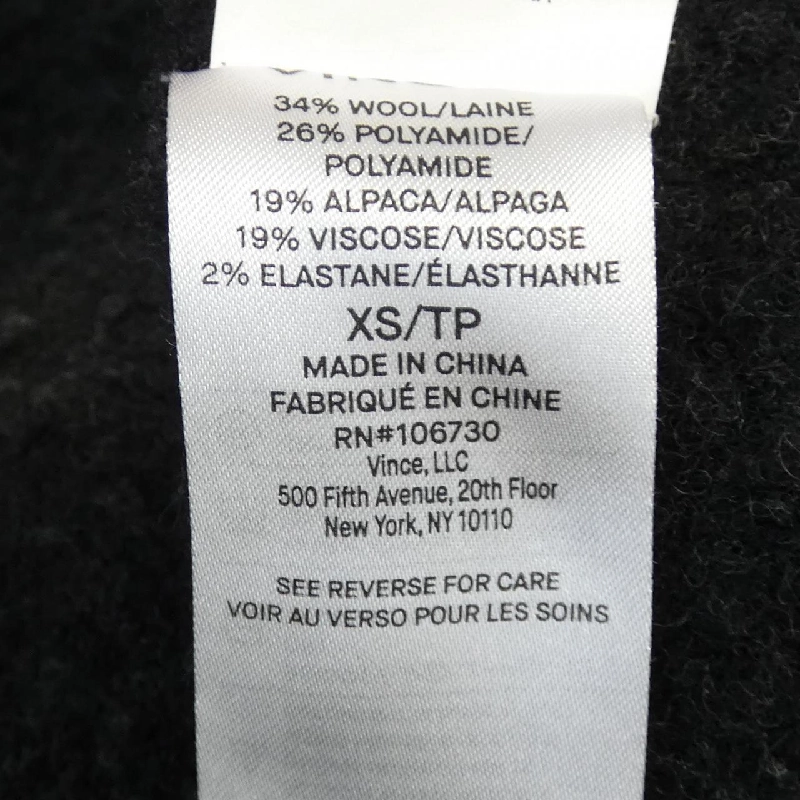 34% WOOL/LAINE
26% POLYAMIDE/
POLYAMIDE
19% ALPACA/ALPAGA
19% VISCOSE/VISCOSE
2% ELASTANE/ÉLASTHANNE
XS/TP
MADE IN CHINA
FABRIQUÉ EN CHINE
RN#106730
Vince, LLC
500 Fifth Avenue, 20th Floor
New York, NY 10110
SEE REVERSE FOR CARE
VOIR AU VERSO POUR LES SOINS